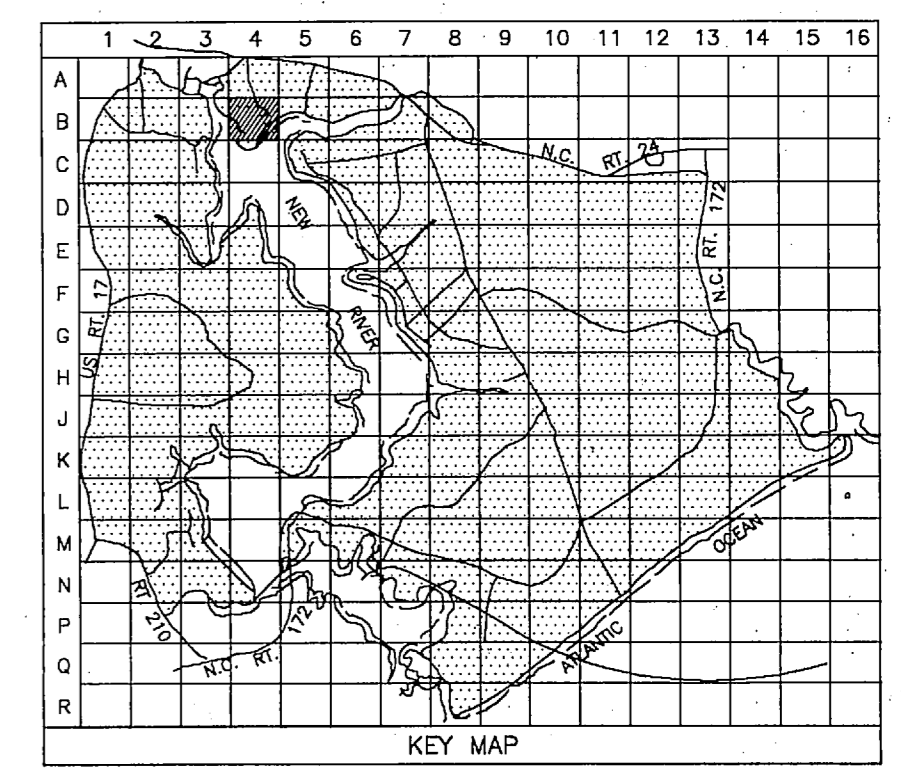 1 2 3 4 5 6 7 8 9 10 11 12 13 14 15 16
A
B
C
N.C. RT. 24
D
NEW
N.C. RT. 172
E
F
US RT. 17
RIVER
G
H
J
K
L
M
ATLANTIC OCEAN
N
RT 210
P
N.C. RT. 172
Q
R
KEY MAP